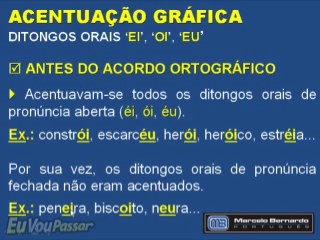 ACENTUAÇÃO GRÁFICA
DITONGOS ORAIS ‘EI’, ‘OI’, ‘EU’
☑ ANTES DO ACORDO ORTOGRÁFICO
Acentuavam-se todos os ditongos orais de
pronúncia aberta (éi, ói, éu).
Ex.: constrói, escarcéu, herói, heróico, estréia...
Por sua vez, os ditongos orais de pronúncia
fechada não eram acentuados.
Ex.: peneira, biscoito, neura...
EuVouPassar
Marcelo Bernardo
PORTUGUÊS